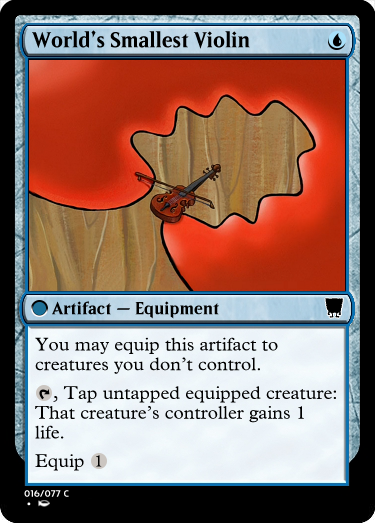 World's Smallest Violin
Artifact — Equipment
You may equip this artifact to
creatures you don't control.
, Tap untapped equipped creature:
That creature's controller gains 1
life.
Equip 1
016/077 C